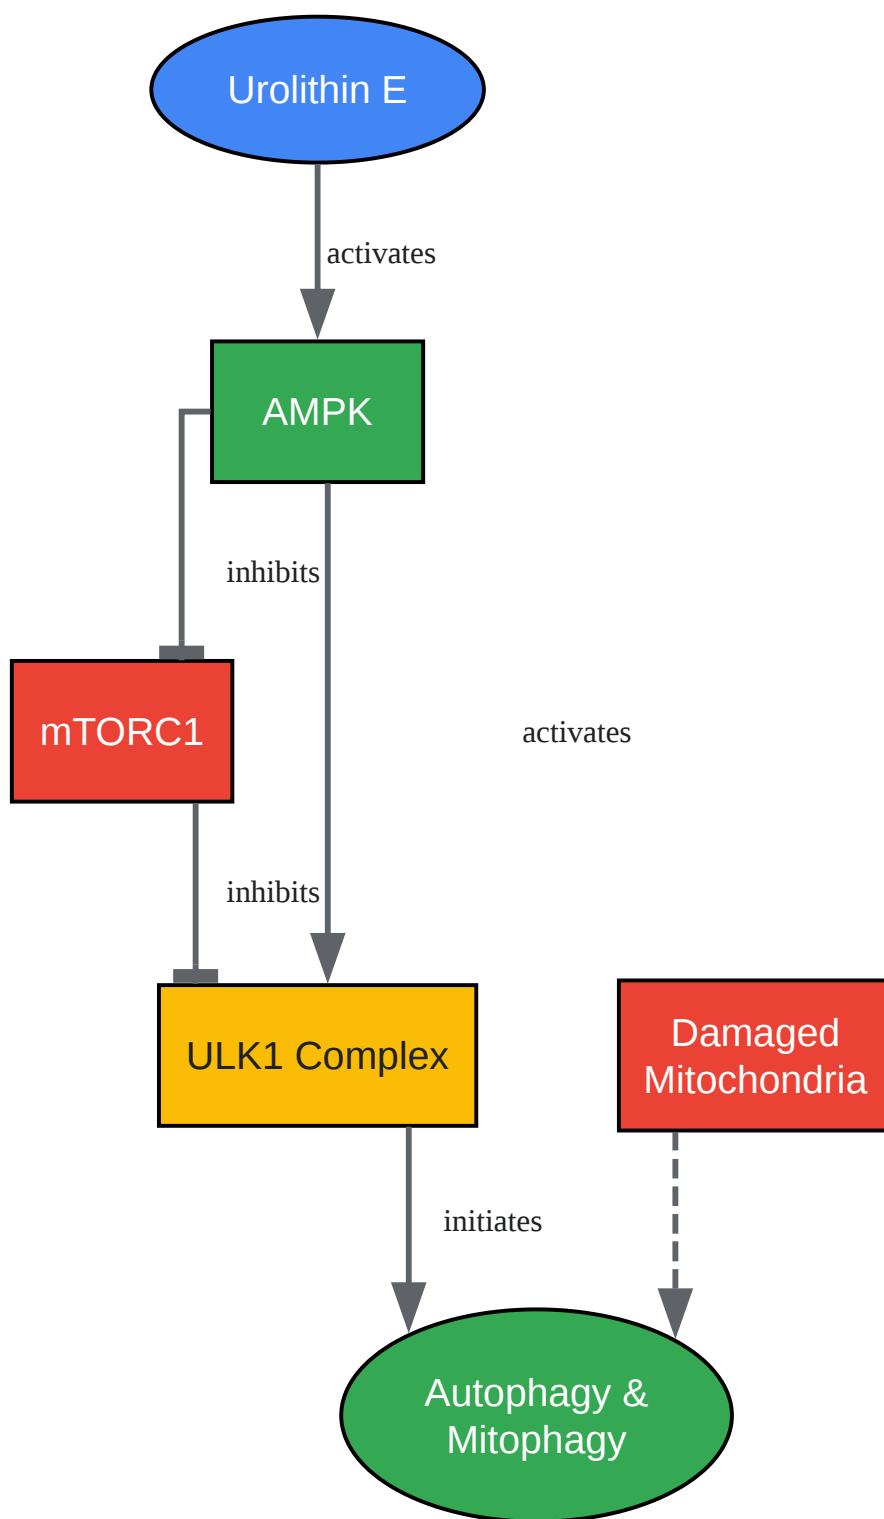 Urolithin E
activates
AMPK
inhibits
mTORC1
activates
inhibits
ULK1 Complex
Damaged
Mitochondria
initiates
Autophagy &
Mitophagy